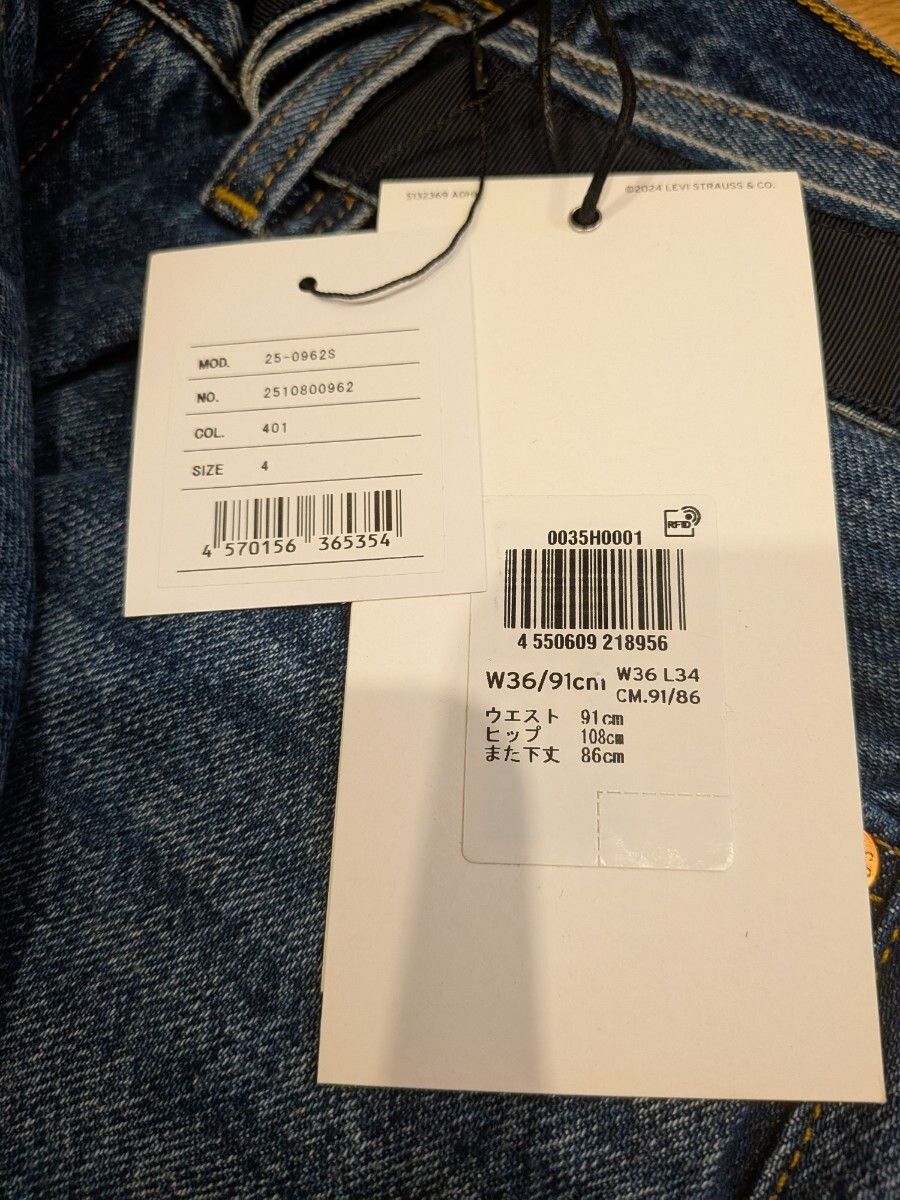 ©2024 LEVI STRAUSS & CO.
MOD. 25-0962S
NO. 2510800962
COL. 401
SIZE 4
4 570156 365354
0035H0001
RFID
4 550609 218956
W36/91cm
W36 L34
CM.91/86
ウエスト 91cm
ヒップ 108cm
また下丈 86cm